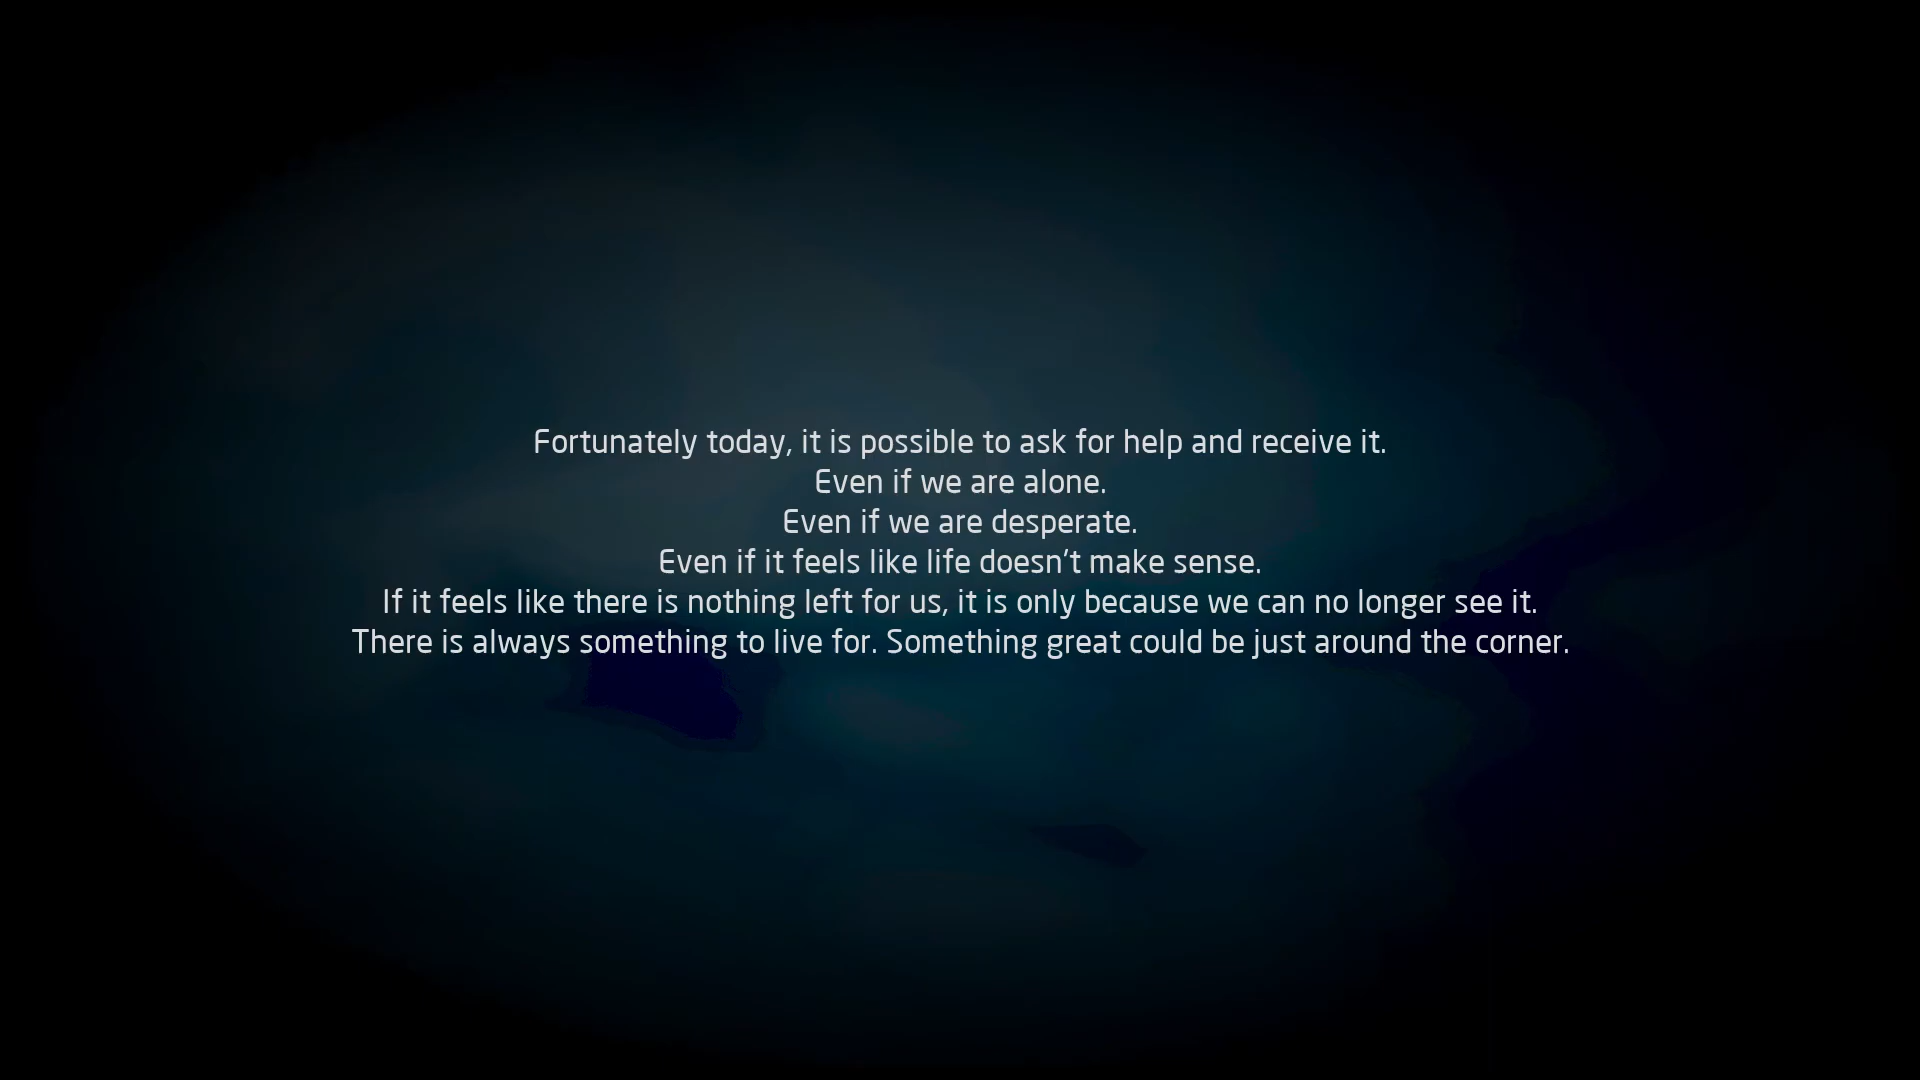 Fortunately today, it is possible to ask for help and receive it.
Even if we are alone.
Even if we are desperate.
Even if it feels like life doesn't make sense.
If it feels like there is nothing left for us, it is only because we can no longer see it.
There is always something to live for. Something great could be just around the corner.